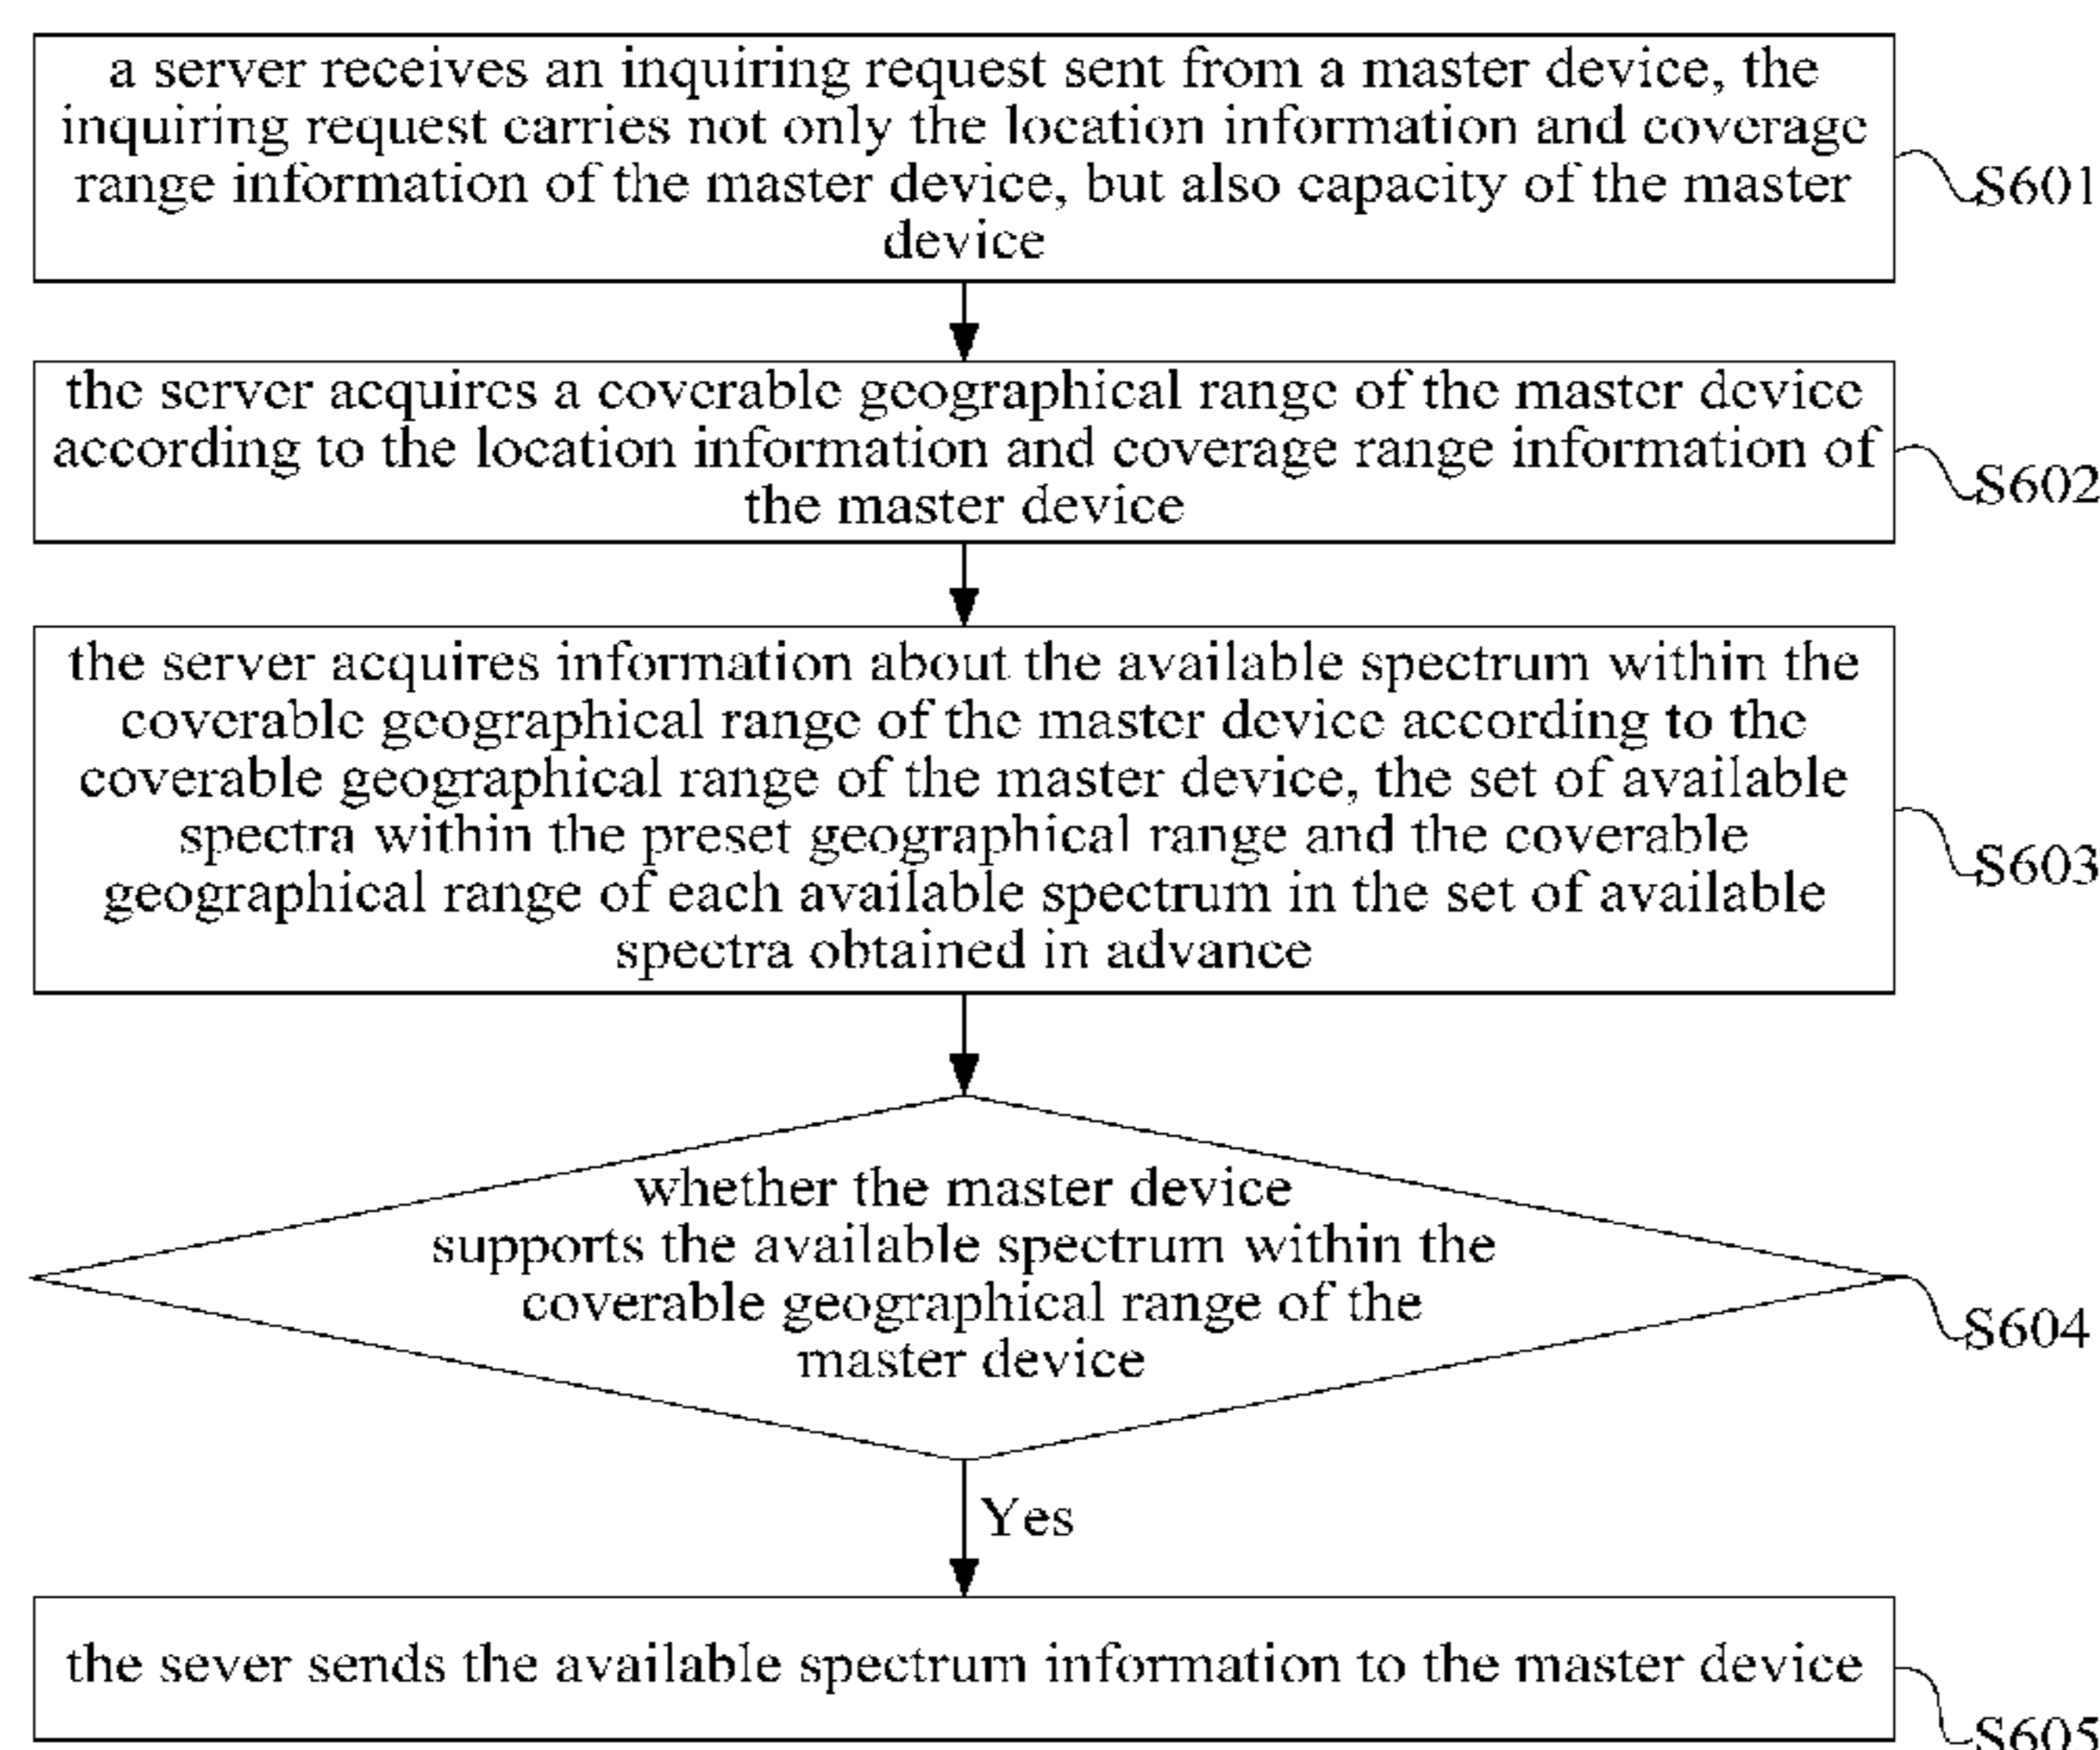 a server receives an inquiring request sent from a master device, the
inquiring request carries not only the location information and coverage
range information of the master device, but also capacity of the master
device
S601
the server acquires a coverable geographical range of the master device
according to the location information and coverage range information of
the master device
S602
the server acquires information about the available spectrum within the
coverable geographical range of the master device according to the
coverable geographical range of the master device, the set of available
spectra within the preset geographical range and the coverable
geographical range of each available spectrum in the set of available
spectra obtained in advance
S603
whether the master device
supports the available spectrum within the
coverable geographical range of the
master device
S604
Yes
the sever sends the available spectrum information to the master device
S605